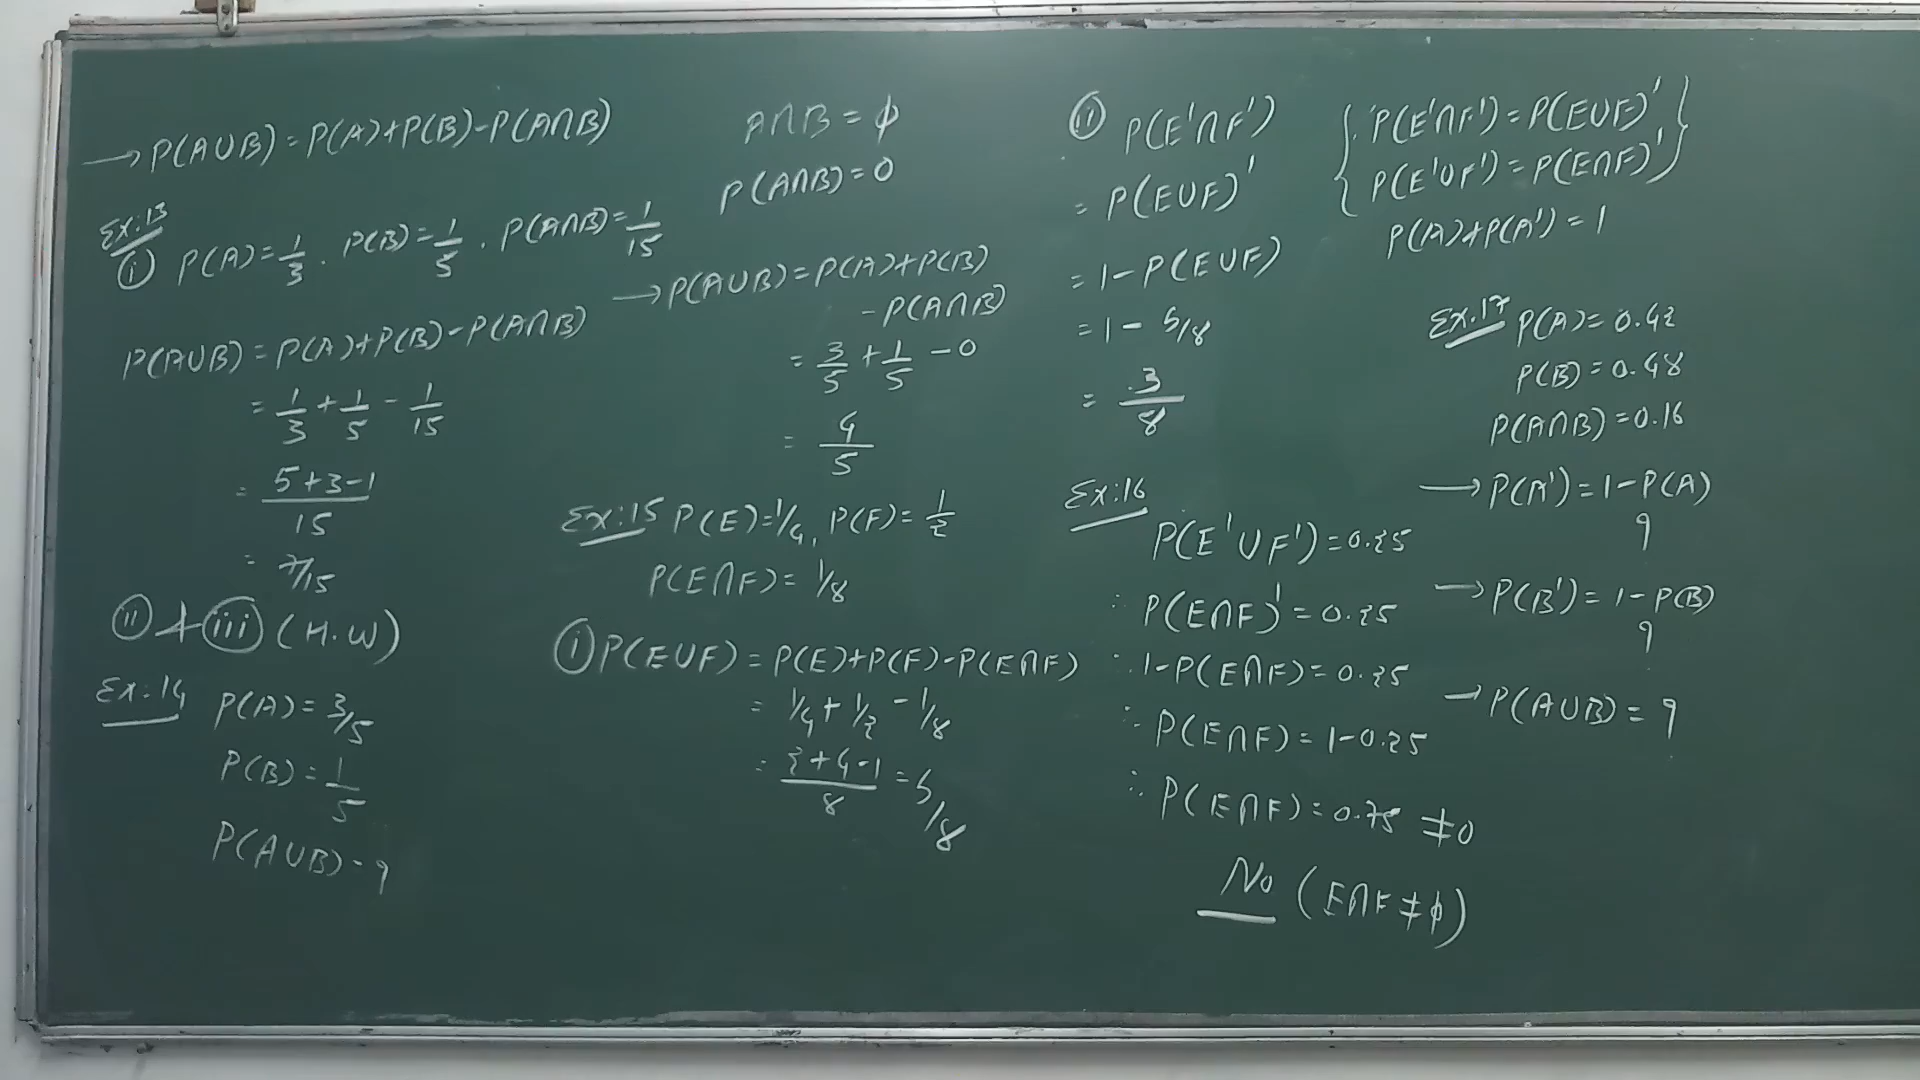 → P(A∪B) = P(A)+P(B)-P(A∩B)
Ex:13
(i) P(A)=1/3 . P(B)=1/5 . P(A∩B)=1/15
P(A∪B) = P(A)+P(B)-P(A∩B)
= 1/3 + 1/5 - 1/15
= (5+3-1)/15
= 7/15
(ii) & (iii) (H.W)
Ex:14 P(A)=3/5
P(B)=1/5
P(A∪B)=?
A∩B = ϕ
P(A∩B)=0
→ P(A∪B)=P(A)+P(B)
-P(A∩B)
= 3/5 + 1/5 - 0
= 4/5
Ex:15 P(E)=1/4, P(F)=1/2
P(E∩F)=1/8
(i) P(E∪F)=P(E)+P(F)-P(E∩F)
= 1/4 + 1/2 - 1/8
= (2+4-1)/8 = 5/8
(ii) P(E'∩F')
= P(E∪F)'
= 1-P(E∪F)
= 1 - 5/8
= 3/8
{ P(E'∩F')=P(E∪F)' }
{ P(E'∪F')=P(E∩F)' }
P(A)+P(A')=1
Ex:16
P(E'∪F')=0.25
∴ P(E∩F)'=0.25
∴ 1-P(E∩F)=0.25
∴ P(E∩F)=1-0.25
∴ P(E∩F)=0.75 ≠0
No (E∩F≠ϕ)
Ex.17 P(A)=0.42
P(B)=0.48
P(A∩B)=0.16
→ P(A')=1-P(A)
?
→ P(B')=1-P(B)
?
→ P(A∪B)=?